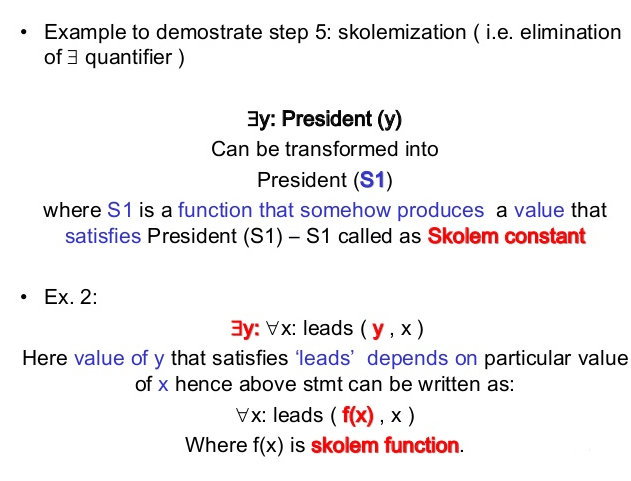 • Example to demostrate step 5: skolemization ( i.e. elimination
of ∃ quantifier )
∃y: President (y)
Can be transformed into
President (S1)
where S1 is a function that somehow produces a value that
satisfies President (S1) – S1 called as Skolem constant
• Ex. 2:
∃y: ∀x: leads ( y , x )
Here value of y that satisfies ‘leads’ depends on particular value
of x hence above stmt can be written as:
∀x: leads ( f(x) , x )
Where f(x) is skolem function.